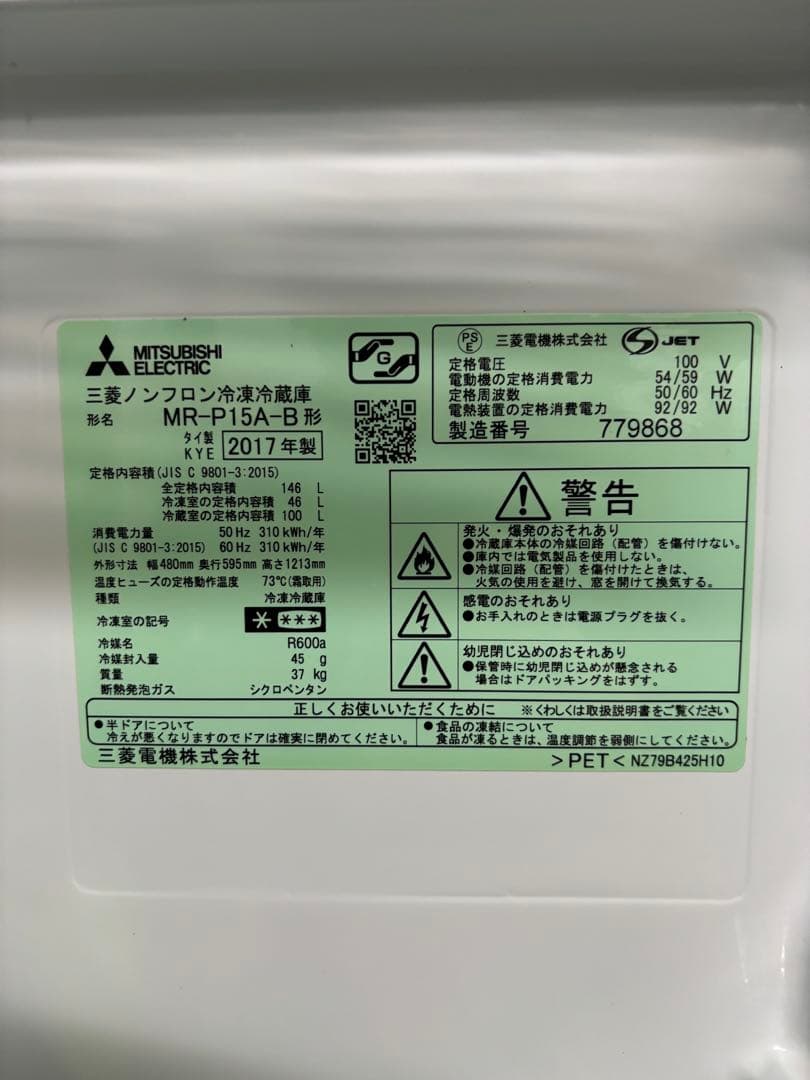 MITSUBISHI
ELECTRIC
G
三菱ノンフロン冷凍冷蔵庫
形名 MR-P15A-B 形
タイ製
KYE 2017年製
定格内容積(JIS C 9801-3:2015)
全定格内容積 146 L
冷凍室の定格内容積 46 L
冷蔵室の定格内容積 100 L
消費電力量 50Hz 310kWh/年
(JIS C 9801-3:2015) 60Hz 310kWh/年
外形寸法 幅480mm 奥行595mm 高さ1213mm
温度ヒューズの定格動作温度 73℃(霜取用)
種類 冷凍冷蔵庫
冷凍室の記号 * ***
冷媒名 R600a
冷媒封入量 45 g
質量 37 kg
断熱発泡ガス シクロペンタン
PS
E
三菱電機株式会社 S JET
定格電圧 100 V
電動機の定格消費電力 54/59 W
定格周波数 50/60 Hz
電熱装置の定格消費電力 92/92 W
製造番号 779868
警告
発火・爆発のおそれあり
●冷蔵庫本体の冷媒回路(配管)を傷付けない。
●庫内では電気製品を使用しない。
●冷媒回路(配管)を傷付けたときは、
火気の使用を避け、窓を開けて換気する。
感電のおそれあり
●お手入れのときは電源プラグを抜く。
幼児閉じ込めのおそれあり
●保管時に幼児閉じ込めが懸念される
場合はドアパッキングをはずす。
正しくお使いいただくために ※くわしくは取扱説明書をご覧ください
●半ドアについて
冷えが悪くなりますのでドアは確実に閉めてください。
●食品の凍結について
食品が凍るときは、温度調節を弱側にしてください。
三菱電機株式会社
>PET< NZ79B425H10